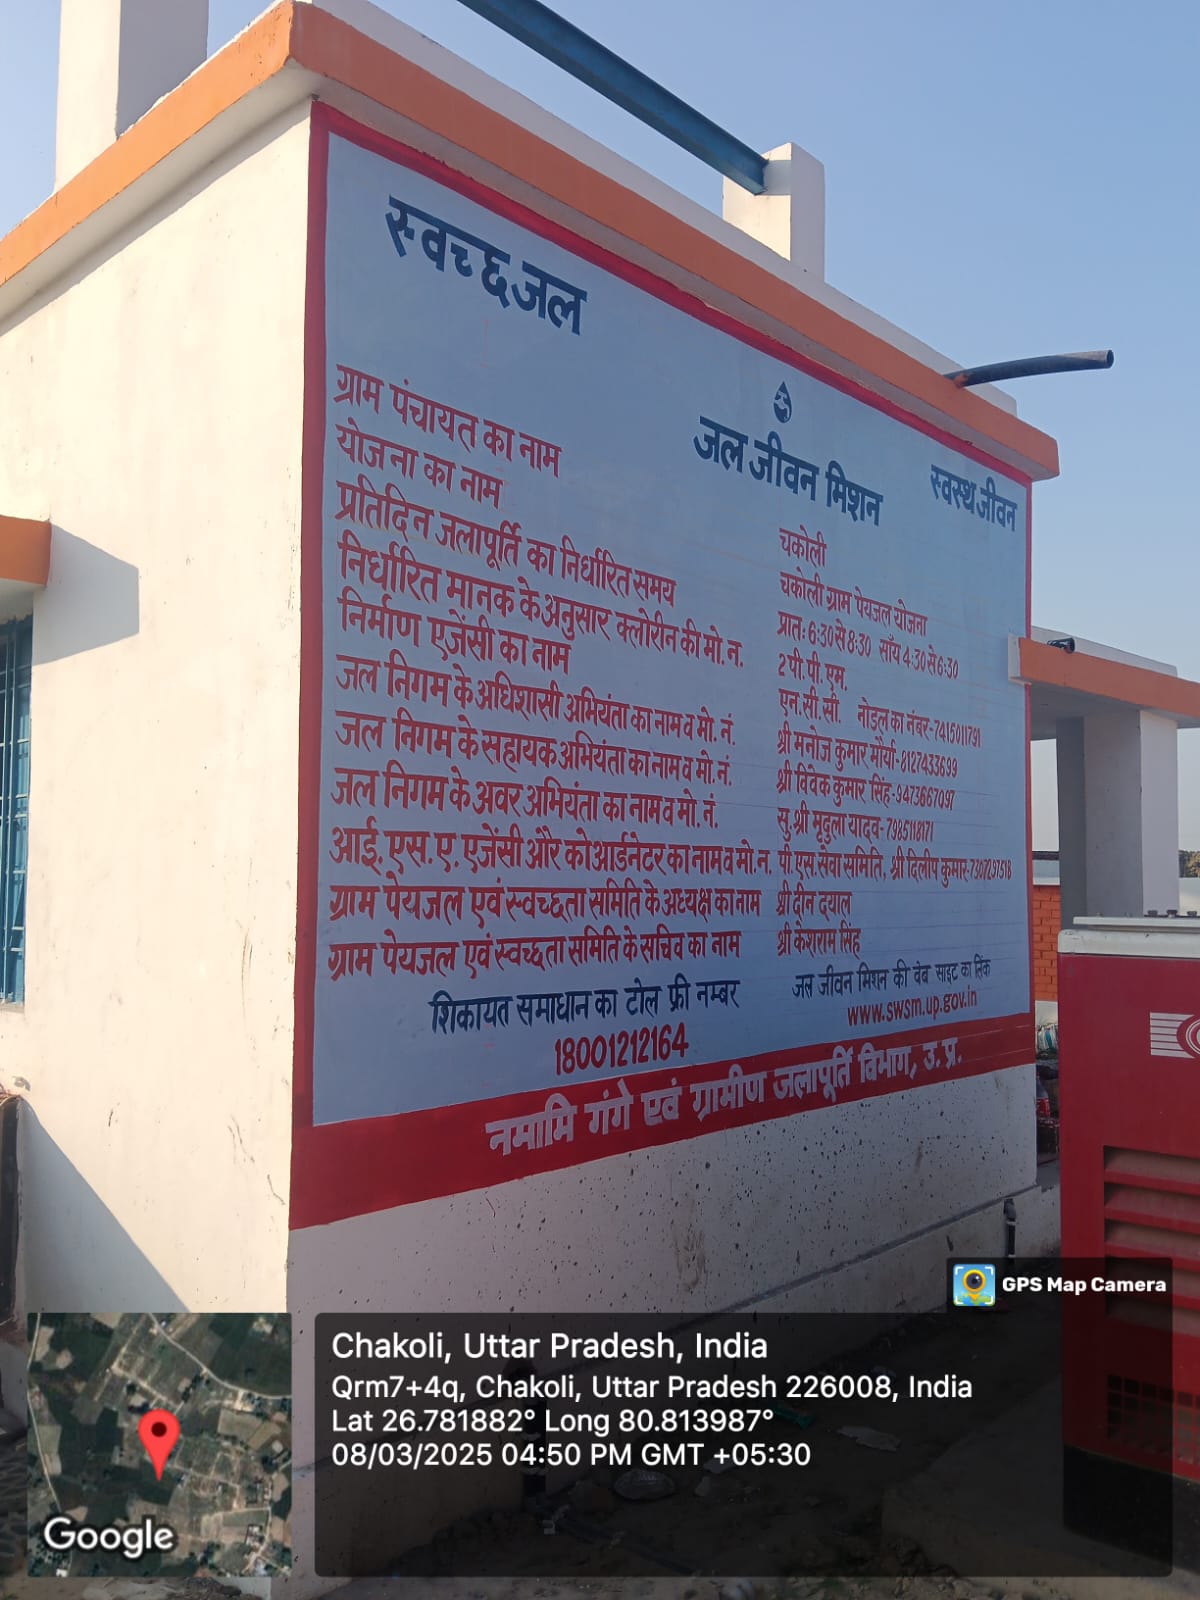 स्वच्छ जल
जल जीवन मिशन
स्वस्थ जीवन
ग्राम पंचायत का नाम चकोली
योजना का नाम चकोली ग्राम पेयजल योजना
प्रतिदिन जलापूर्ति का निर्धारित समय प्रातः 6:30 से 8:30 सॉय 4:30 से 6:30
निर्धारित मानक के अनुसार क्लोरीन की मो. न. 2 पी. पी. एम.
निर्माण एजेंसी का नाम एन. सी. सी. नोडल का नंबर-7415011791
जल निगम के अधिशासी अभियंता का नाम व मो. नं. श्री मनोज कुमार मौर्या-8127433699
जल निगम के सहायक अभियंता का नाम व मो. नं. श्री विवेक कुमार सिंह-9473667097
जल निगम के अवर अभियंता का नाम व मो. नं. सु. श्री मृदुला यादव-7985118171
आई. एस. ए. एजेंसी और कोआर्डनेटर का नाम व मो. न. पी. एस. सेवा समिति, श्री दिलीप कुमार-7307297518
ग्राम पेयजल एवं स्वच्छता समिति के अध्यक्ष का नाम श्री दीन दयाल
ग्राम पेयजल एवं स्वच्छता समिति के सचिव का नाम श्री केशराम सिंह
शिकायत समाधान का टोल फ्री नम्बर
18001212164
जल जीवन मिशन की वेब साइट का लिंक
www.swsm.up.gov.in
नमामि गंगे एवं ग्रामीण जलापूर्ति विभाग, उ. प्र.
GPS Map Camera
Chakoli, Uttar Pradesh, India
Qrm7+4q, Chakoli, Uttar Pradesh 226008, India
Lat 26.781882° Long 80.813987°
08/03/2025 04:50 PM GMT +05:30
Google